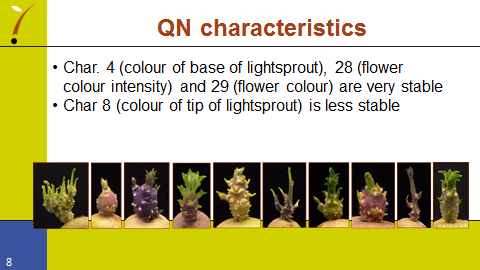 QN characteristics
• Char. 4 (colour of base of lightsprout), 28 (flower
colour intensity) and 29 (flower colour) are very stable
• Char 8 (colour of tip of lightsprout) is less stable
8